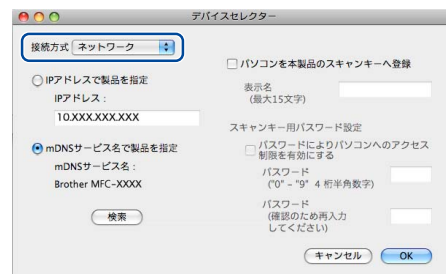 デバイスセレクター
接続方式 ネットワーク
IPアドレスで製品を指定
IPアドレス：
10.XXX.XXX.XXX
mDNSサービス名で製品を指定
mDNSサービス名：
Brother MFC-XXXX
検索
パソコンを本製品のスキャンキーへ登録
表示名
(最大15文字)
スキャンキー用パスワード設定
パスワードによりパソコンへのアクセス
制限を有効にする
パスワード
("0" – "9" 4 桁半角数字)
パスワード
(確認のため再入力
してください)
キャンセル
OK